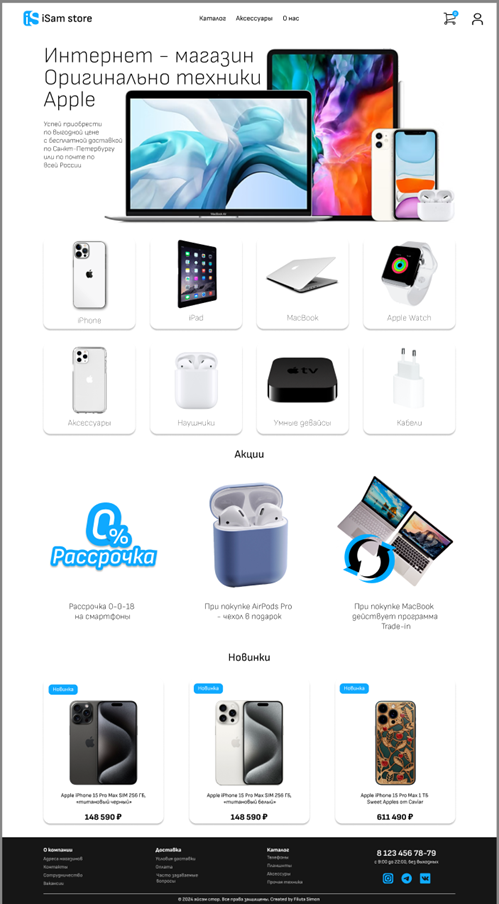 iS iSam store
Каталог Аксессуары О нас
Интернет - магазин
Оригинально техники
Apple
Успей приобрести
по выгодной цене
с бесплатной доставкой
по Санкт-Петербургу
или по почте по
всей России
MacBook Air
iPhone
iPad
MacBook
Apple Watch
tv
Аксессуары
Наушники
Умные девайсы
Кабели
Акции
0%
Рассрочка
Рассрочка 0-0-18
на смартфоны
При покупке AirPods Pro
- чехол в подарок
При покупке MacBook
действует программа
Trade-in
Новинки
Новинка
Новинка
Новинка
Apple iPhone 15 Pro Max SIM 256 ГБ,
«титановый черный»
148 590 ₽
Apple iPhone 15 Pro Max SIM 256 ГБ,
«титановый белый»
148 590 ₽
Apple iPhone 15 Pro Max 1 ТБ
Sweet Apples от Caviar
611 490 ₽
О компании
Адреса магазинов
Контакты
Сотрудничество
Вакансии
Доставка
Условия доставки
Оплата
Часто задаваемые
Вопросы
Каталог
Телефоны
Планшеты
Аксессуары
Прочая техника
8 123 456 78-79
с 9:00 до 22:00, без выходных
© 2024 айсэм стор. Все права защищены. Created by Fikuts Simon